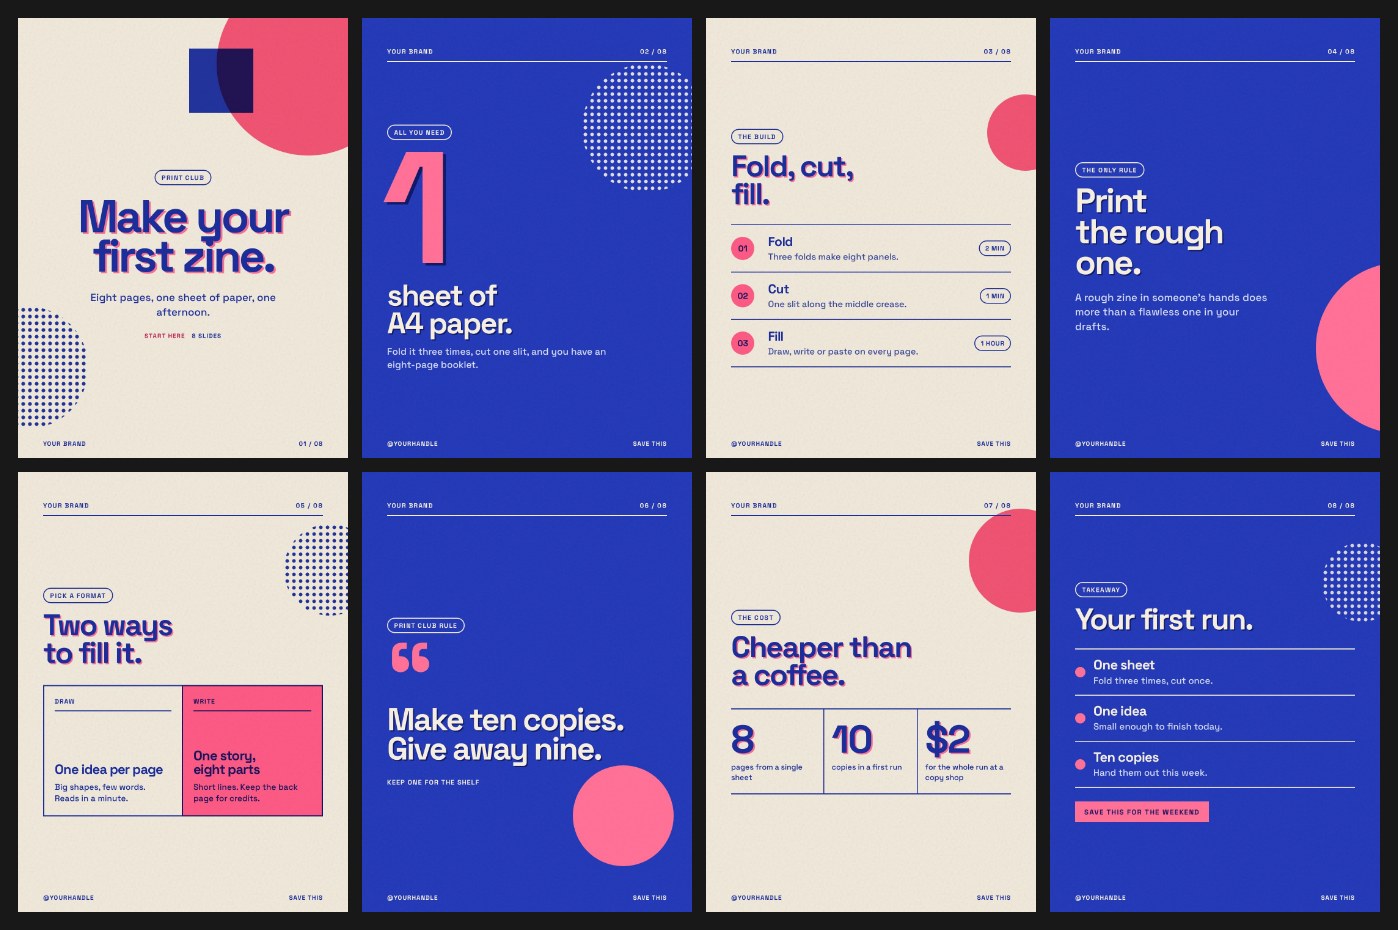 PRINT CLUB
Make your
first zine.
Eight pages, one sheet of paper, one
afternoon.
START HERE 8 SLIDES
YOUR BRAND 01 / 08
YOUR BRAND 02 / 08
ALL YOU NEED
1
sheet of
A4 paper.
Fold it three times, cut one slit, and you have an
eight-page booklet.
@YOURHANDLE SAVE THIS
YOUR BRAND 03 / 08
THE BUILD
Fold, cut,
fill.
01 Fold 2 MIN
Three folds make eight panels.
02 Cut 1 MIN
One slit along the middle crease.
03 Fill 1 HOUR
Draw, write or paste on every page.
@YOURHANDLE SAVE THIS
YOUR BRAND 04 / 08
THE ONLY RULE
Print
the rough
one.
A rough zine in someone's hands does
more than a flawless one in your
drafts.
@YOURHANDLE SAVE THIS
YOUR BRAND 05 / 08
PICK A FORMAT
Two ways
to fill it.
DRAW
One idea per page
Big shapes, few words.
Reads in a minute.
WRITE
One story,
eight parts
Short lines. Keep the back
page for credits.
@YOURHANDLE SAVE THIS
YOUR BRAND 06 / 08
PRINT CLUB RULE
“
Make ten copies.
Give away nine.
KEEP ONE FOR THE SHELF
@YOURHANDLE SAVE THIS
YOUR BRAND 07 / 08
THE COST
Cheaper than
a coffee.
8
pages from a single
sheet
10
copies in a first run
$2
for the whole run at a
copy shop
@YOURHANDLE SAVE THIS
YOUR BRAND 08 / 08
TAKEAWAY
Your first run.
One sheet
Fold three times, cut once.
One idea
Small enough to finish today.
Ten copies
Hand them out this week.
SAVE THIS FOR THE WEEKEND
@YOURHANDLE SAVE THIS